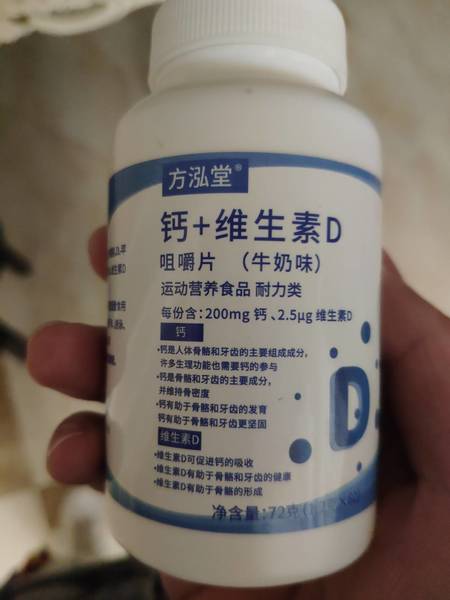 方泓堂®
钙+维生素D
咀嚼片 （牛奶味）
运动营养食品 耐力类
每份含：200mg 钙、2.5μg 维生素D
钙
·钙是人体骨骼和牙齿的主要组成成分，
许多生理功能也需要钙的参与
·钙是骨骼和牙齿的主要成分，
并维持骨密度
·钙有助于骨骼和牙齿的发育
钙有助于骨骼和牙齿更坚固
维生素D
·维生素D可促进钙的吸收
·维生素D有助于骨骼和牙齿的健康
·维生素D有助于骨骼的形成
净含量：72克
D